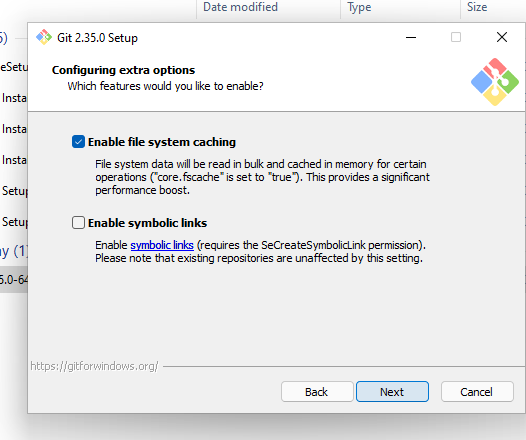 Date modified Type Size
5)
Git 2.35.0 Setup
eSetu
Configuring extra options
Which features would you like to enable?
Insta
Insta
Insta
Setup
Setup
Enable file system caching
File system data will be read in bulk and cached in memory for certain
operations ("core.fscache" is set to "true"). This provides a significant
performance boost.
Enable symbolic links
Enable symbolic links (requires the SeCreateSymbolicLink permission).
Please note that existing repositories are unaffected by this setting.
ay (1)
5.0-64
https://gitforwindows.org/
Back Next Cancel